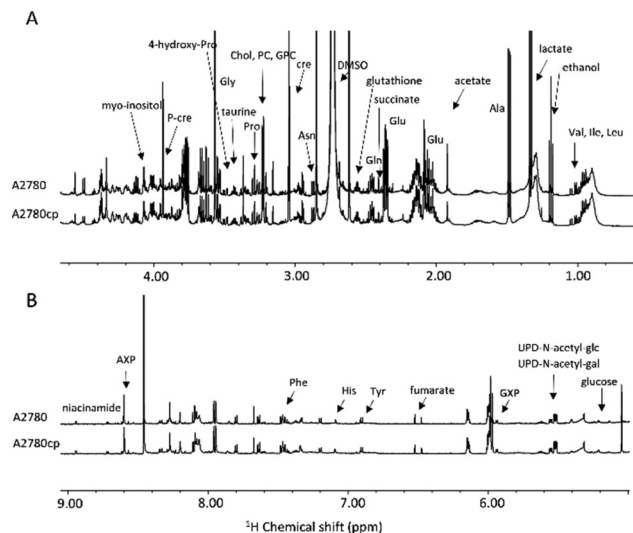 A
4-hydroxy-Pro
Chol, PC, GPC
cre
DMSO
lactate
Gly
glutathione
acetate
ethanol
taurine
succinate
myo-inositol
P-cre
Pro
Asn
Glu
Ala
Gln
Glu
Val, Ile, Leu
A2780
A2780cp
4.00 3.00 2.00 1.00
B
AXP
UPD-N-acetyl-glc
UPD-N-acetyl-gal
niacinamide
Phe
His
Tyr
fumarate
GXP
glucose
A2780
A2780cp
9.00 8.00 7.00 6.00
¹H Chemical shift (ppm)